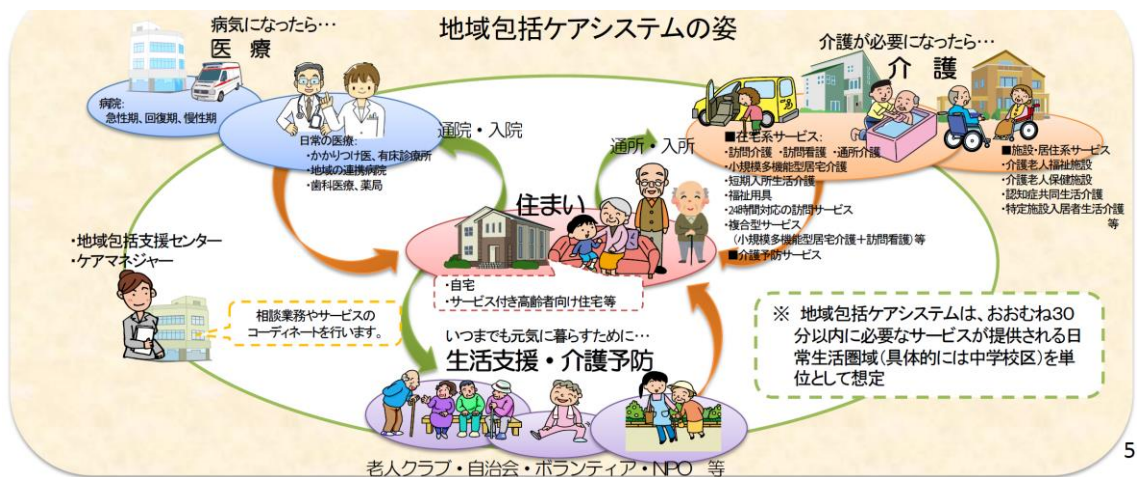 地域包括ケアシステムの姿
病気になったら…
医 療
病院:
急性期、回復期、慢性期
日常の医療:
・かかりつけ医、有床診療所
・地域の連携病院
・歯科医療、薬局
通院・入院
通所・入所
介護が必要になったら…
介 護
■在宅系サービス:
・訪問介護 ・訪問看護 ・通所介護
・小規模多機能型居宅介護
・短期入所生活介護
・福祉用具
・24時間対応の訪問サービス
・複合型サービス
(小規模多機能型居宅介護+訪問看護)等
■介護予防サービス
■施設・居住系サービス
・介護老人福祉施設
・介護老人保健施設
・認知症共同生活介護
・特定施設入居者生活介護
等
住まい
・自宅
・サービス付き高齢者向け住宅等
・地域包括支援センター
・ケアマネジャー
相談業務やサービスの
コーディネートを行います。
いつまでも元気に暮らすために…
生活支援・介護予防
老人クラブ・自治会・ボランティア・NPO 等
※ 地域包括ケアシステムは、おおむね30
分以内に必要なサービスが提供される日
常生活圏域(具体的には中学校区)を単
位として想定
5